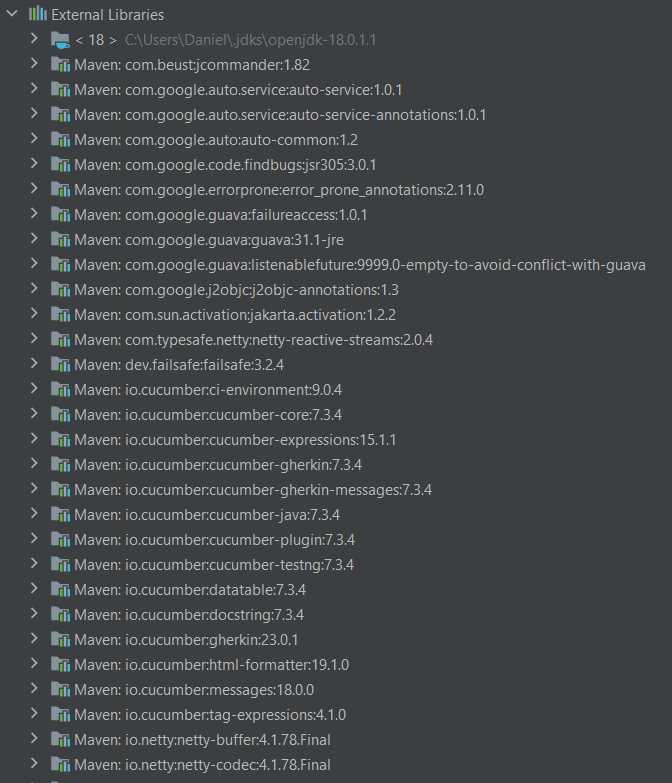 External Libraries
< 18 > C:\Users\Daniel\.jdks\openjdk-18.0.1.1
Maven: com.beust:jcommander:1.82
Maven: com.google.auto.service:auto-service:1.0.1
Maven: com.google.auto.service:auto-service-annotations:1.0.1
Maven: com.google.auto:auto-common:1.2
Maven: com.google.code.findbugs:jsr305:3.0.1
Maven: com.google.errorprone:error_prone_annotations:2.11.0
Maven: com.google.guava:failureaccess:1.0.1
Maven: com.google.guava:guava:31.1-jre
Maven: com.google.guava:listenablefuture:9999.0-empty-to-avoid-conflict-with-guava
Maven: com.google.j2objc:j2objc-annotations:1.3
Maven: com.sun.activation:jakarta.activation:1.2.2
Maven: com.typesafe.netty:netty-reactive-streams:2.0.4
Maven: dev.failsafe:failsafe:3.2.4
Maven: io.cucumber:ci-environment:9.0.4
Maven: io.cucumber:cucumber-core:7.3.4
Maven: io.cucumber:cucumber-expressions:15.1.1
Maven: io.cucumber:cucumber-gherkin:7.3.4
Maven: io.cucumber:cucumber-gherkin-messages:7.3.4
Maven: io.cucumber:cucumber-java:7.3.4
Maven: io.cucumber:cucumber-plugin:7.3.4
Maven: io.cucumber:cucumber-testng:7.3.4
Maven: io.cucumber:datatable:7.3.4
Maven: io.cucumber:docstring:7.3.4
Maven: io.cucumber:gherkin:23.0.1
Maven: io.cucumber:html-formatter:19.1.0
Maven: io.cucumber:messages:18.0.0
Maven: io.cucumber:tag-expressions:4.1.0
Maven: io.netty:netty-buffer:4.1.78.Final
Maven: io.netty:netty-codec:4.1.78.Final